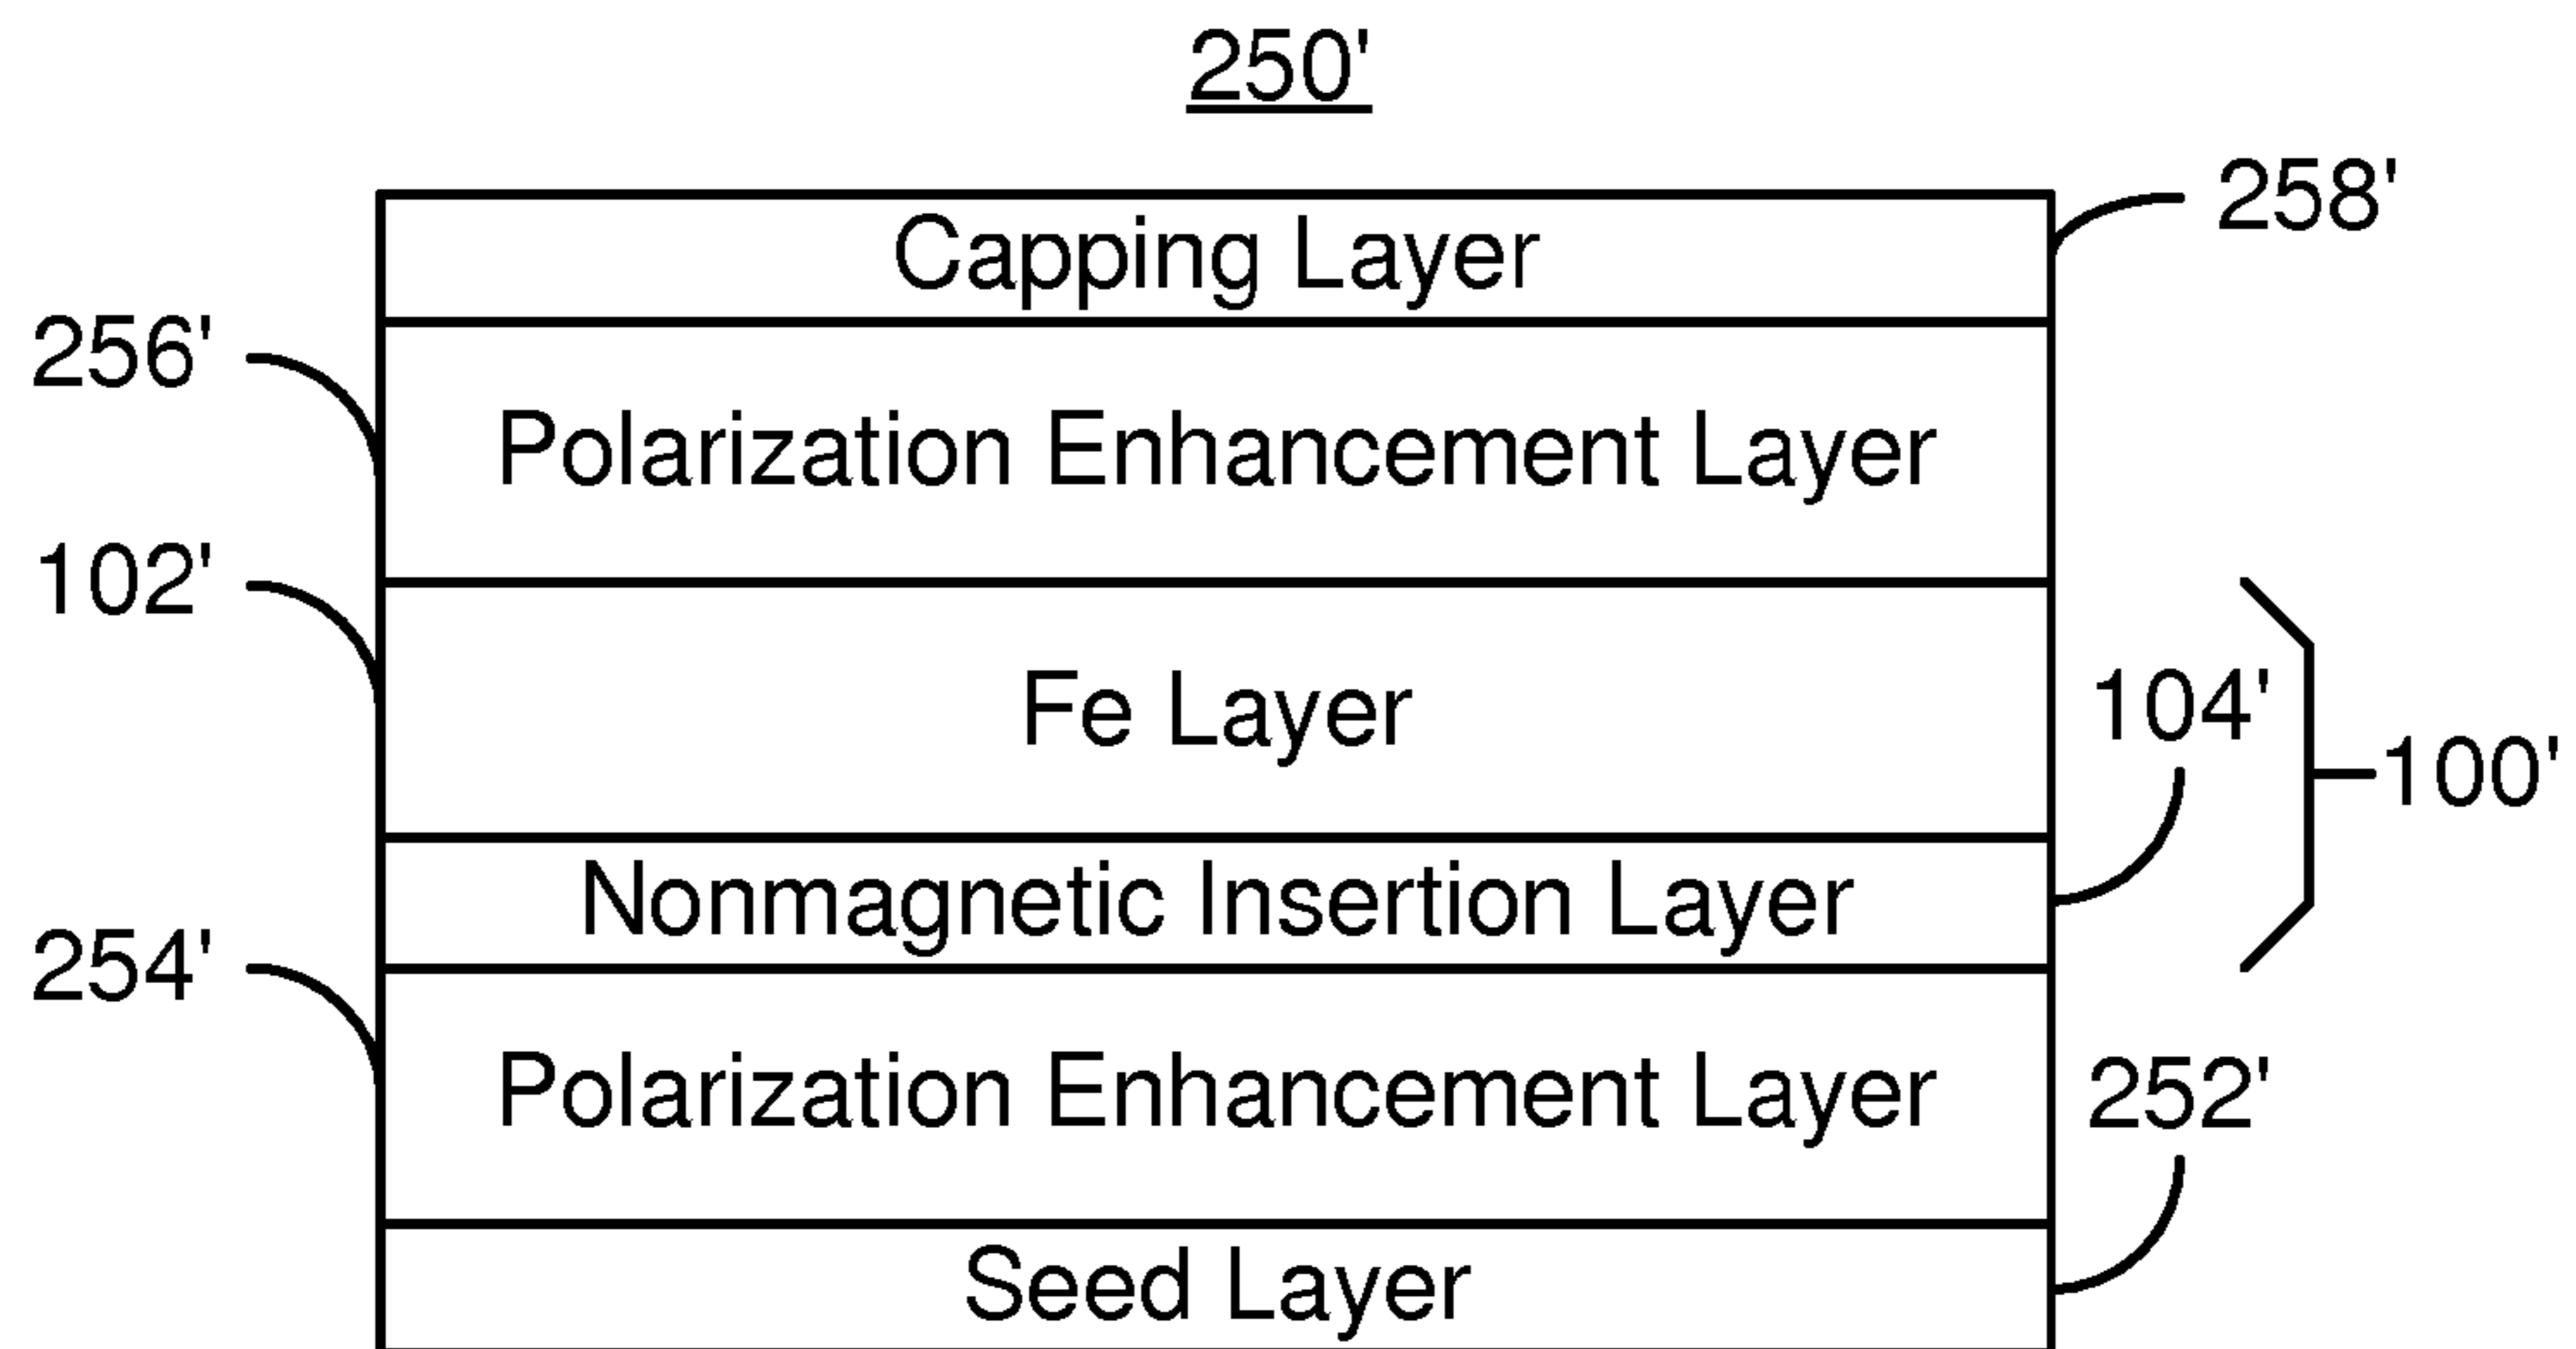 250'
Capping Layer
258'
256'
Polarization Enhancement Layer
102'
Fe Layer
104'
100'
Nonmagnetic Insertion Layer
254'
Polarization Enhancement Layer
252'
Seed Layer